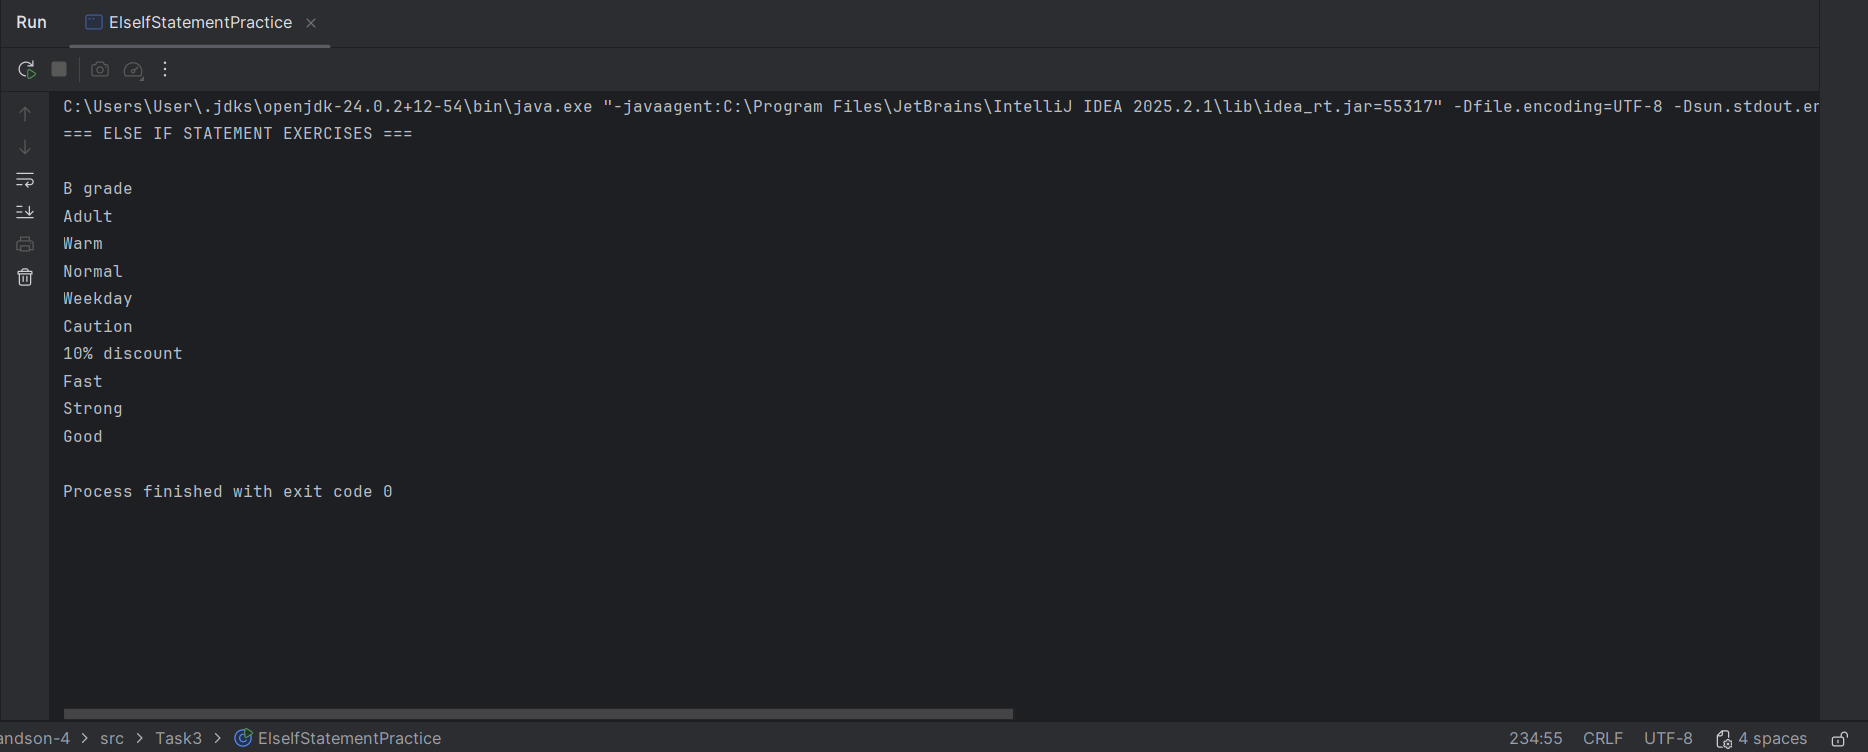 Run ElseIfStatementPractice
C:\Users\User\.jdks\openjdk-24.0.2+12-54\bin\java.exe "-javaagent:C:\Program Files\JetBrains\IntelliJ IDEA 2025.2.1\lib\idea_rt.jar=55317" -Dfile.encoding=UTF-8 -Dsun.stdout.en
=== ELSE IF STATEMENT EXERCISES ===
B grade
Adult
Warm
Normal
Weekday
Caution
10% discount
Fast
Strong
Good
Process finished with exit code 0
andson-4 > src > Task3 > ElseIfStatementPractice 234:55 CRLF UTF-8 4 spaces